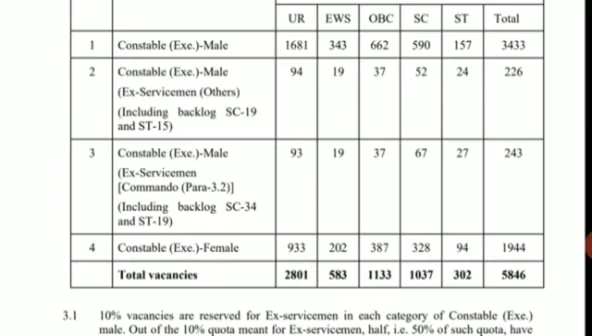 UR EWS OBC SC ST Total
1 Constable (Exe.)-Male 1681 343 662 590 157 3433
2 Constable (Exe.)-Male 94 19 37 52 24 226
(Ex-Servicemen (Others)
(Including backlog SC-19
and ST-15)
3 Constable (Exe.)-Male 93 19 37 67 27 243
(Ex-Servicemen
[Commando (Para-3.2)]
(Including backlog SC-34
and ST-19)
4 Constable (Exe.)-Female 933 202 387 328 94 1944
Total vacancies 2801 583 1133 1037 302 5846
3.1 10% vacancies are reserved for Ex-servicemen in each category of Constable (Exe.)
male. Out of the 10% quota meant for Ex-servicemen, half, i.e. 50% of such quota, have